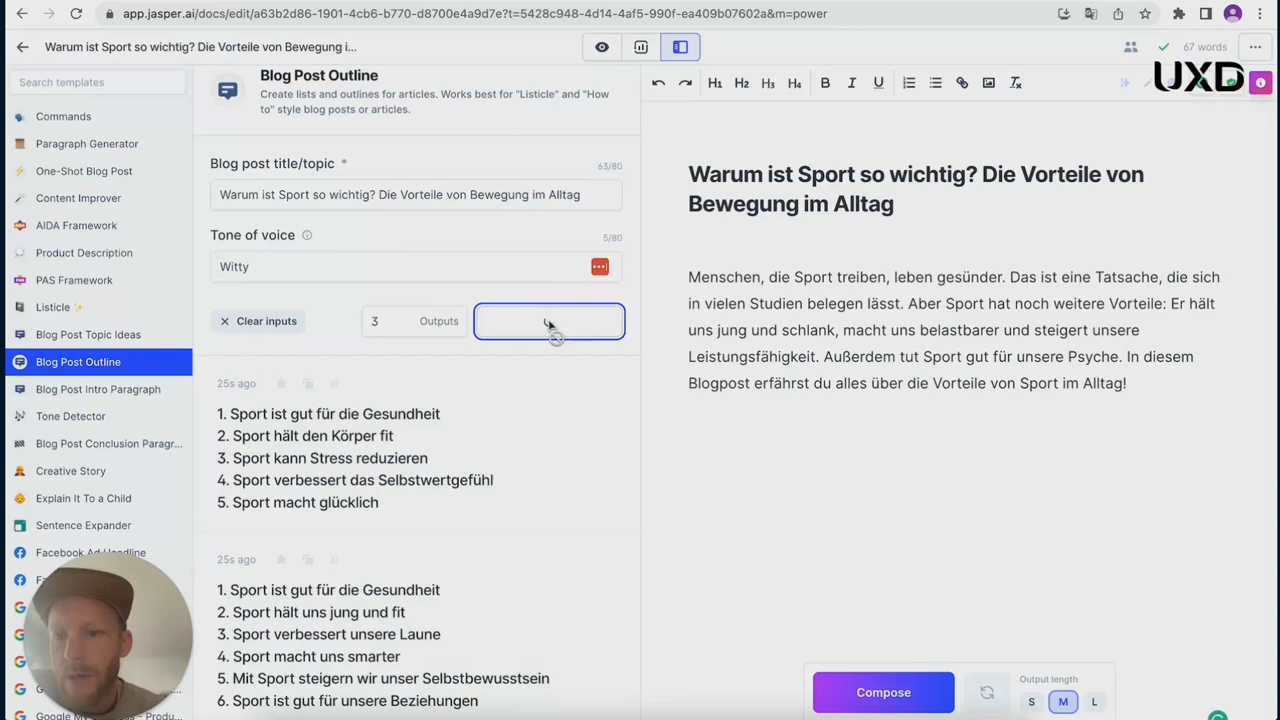 app.jasper.ai/docs/edit/a63b2d86-1901-4cb6-b770-d8700e4a9d7e?t=5428c948-4d14-4af5-990f-ea409b07602a&m=power
Warum ist Sport so wichtig? Die Vorteile von Bewegung i...
67 words
UXD
Search templates
Commands
Paragraph Generator
One-Shot Blog Post
Content Improver
AIDA Framework
Product Description
PAS Framework
Listicle ✨
Blog Post Topic Ideas
Blog Post Outline
Blog Post Intro Paragraph
Tone Detector
Blog Post Conclusion Paragr...
Creative Story
Explain It To a Child
Sentence Expander
Facebook Ad Headline
Google My Business - Produ...
Blog Post Outline
Create lists and outlines for articles. Works best for "Listicle" and "How
to" style blog posts or articles.
Blog post title/topic *
63/80
Warum ist Sport so wichtig? Die Vorteile von Bewegung im Alltag
Tone of voice
5/80
Witty
Clear inputs
3 Outputs
25s ago
1. Sport ist gut für die Gesundheit
2. Sport hält den Körper fit
3. Sport kann Stress reduzieren
4. Sport verbessert das Selbstwertgefühl
5. Sport macht glücklich
25s ago
1. Sport ist gut für die Gesundheit
2. Sport hält uns jung und fit
3. Sport verbessert unsere Laune
4. Sport macht uns smarter
5. Mit Sport steigern wir unser Selbstbewusstsein
6. Sport ist gut für unsere Beziehungen
H1 H2 H3 H4 B I U
Warum ist Sport so wichtig? Die Vorteile von
Bewegung im Alltag
Menschen, die Sport treiben, leben gesünder. Das ist eine Tatsache, die sich
in vielen Studien belegen lässt. Aber Sport hat noch weitere Vorteile: Er hält
uns jung und schlank, macht uns belastbarer und steigert unsere
Leistungsfähigkeit. Außerdem tut Sport gut für unsere Psyche. In diesem
Blogpost erfährst du alles über die Vorteile von Sport im Alltag!
Compose
Output length
S M L